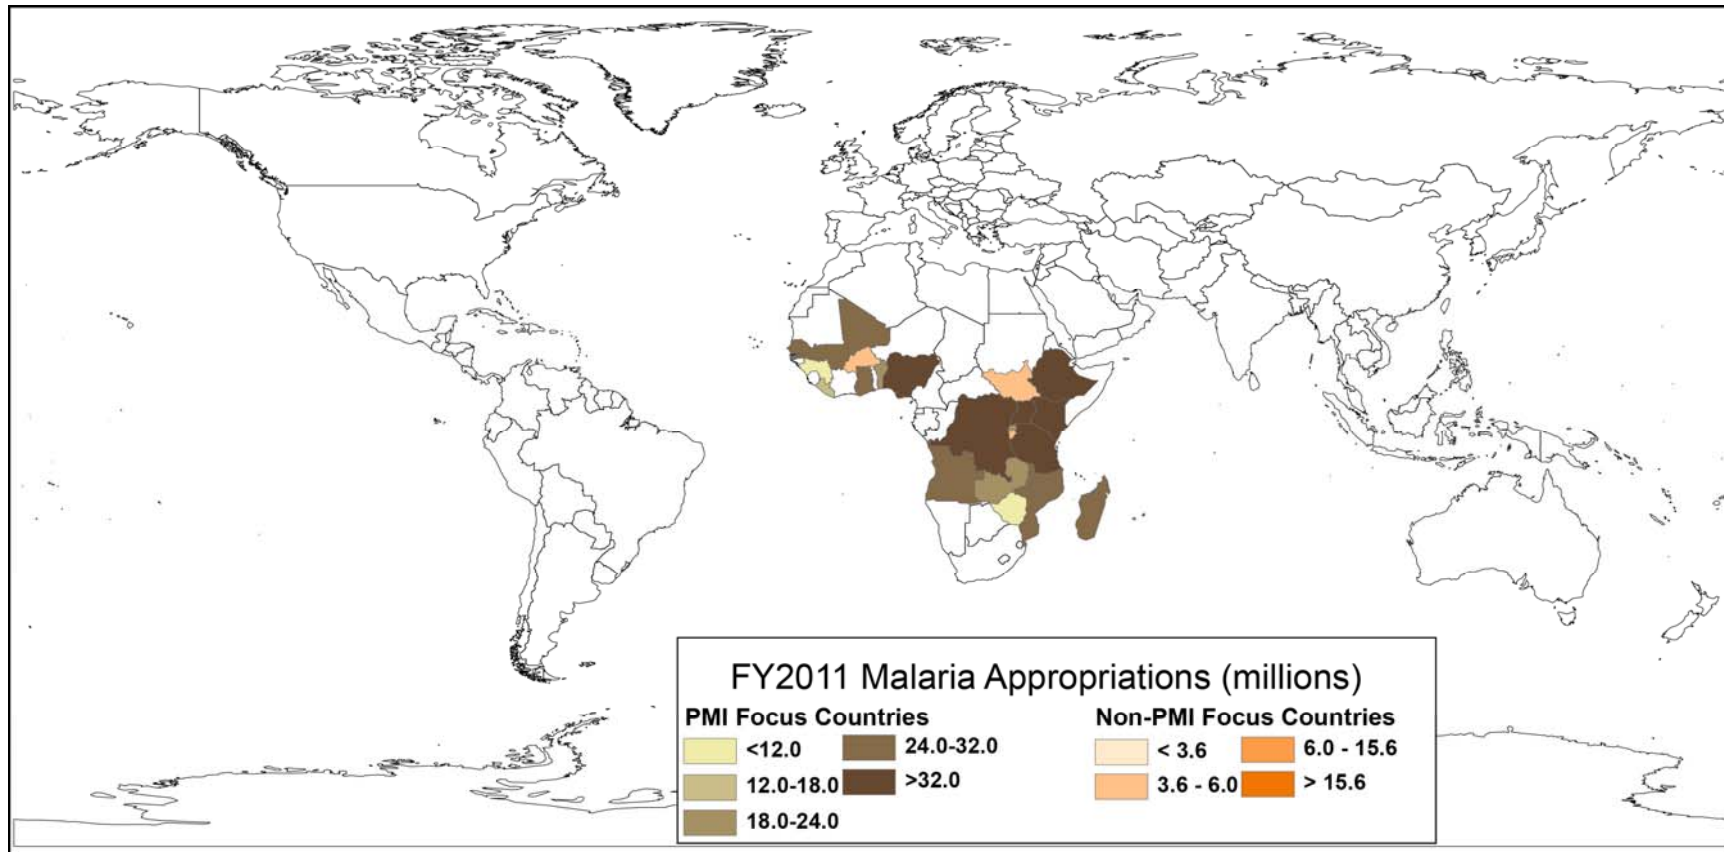 FY2011 Malaria Appropriations (millions)
PMI Focus Countries
<12.0
12.0-18.0
18.0-24.0
24.0-32.0
>32.0
Non-PMI Focus Countries
< 3.6
3.6 - 6.0
6.0 - 15.6
> 15.6